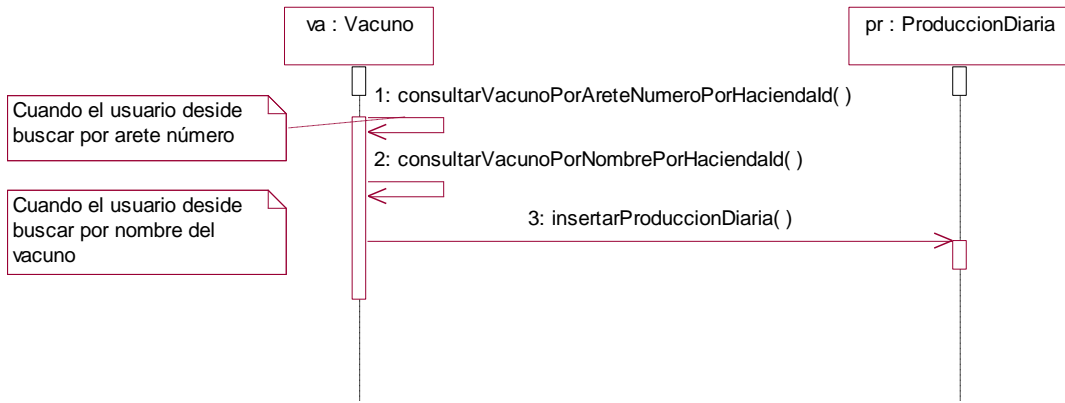 va : Vacuno
pr : ProduccionDiaria
1: consultarVacunoPorAreteNumeroPorHaciendaId( )
Cuando el usuario deside
buscar por arete número
2: consultarVacunoPorNombrePorHaciendaId( )
Cuando el usuario deside
buscar por nombre del
vacuno
3: insertarProduccionDiaria( )